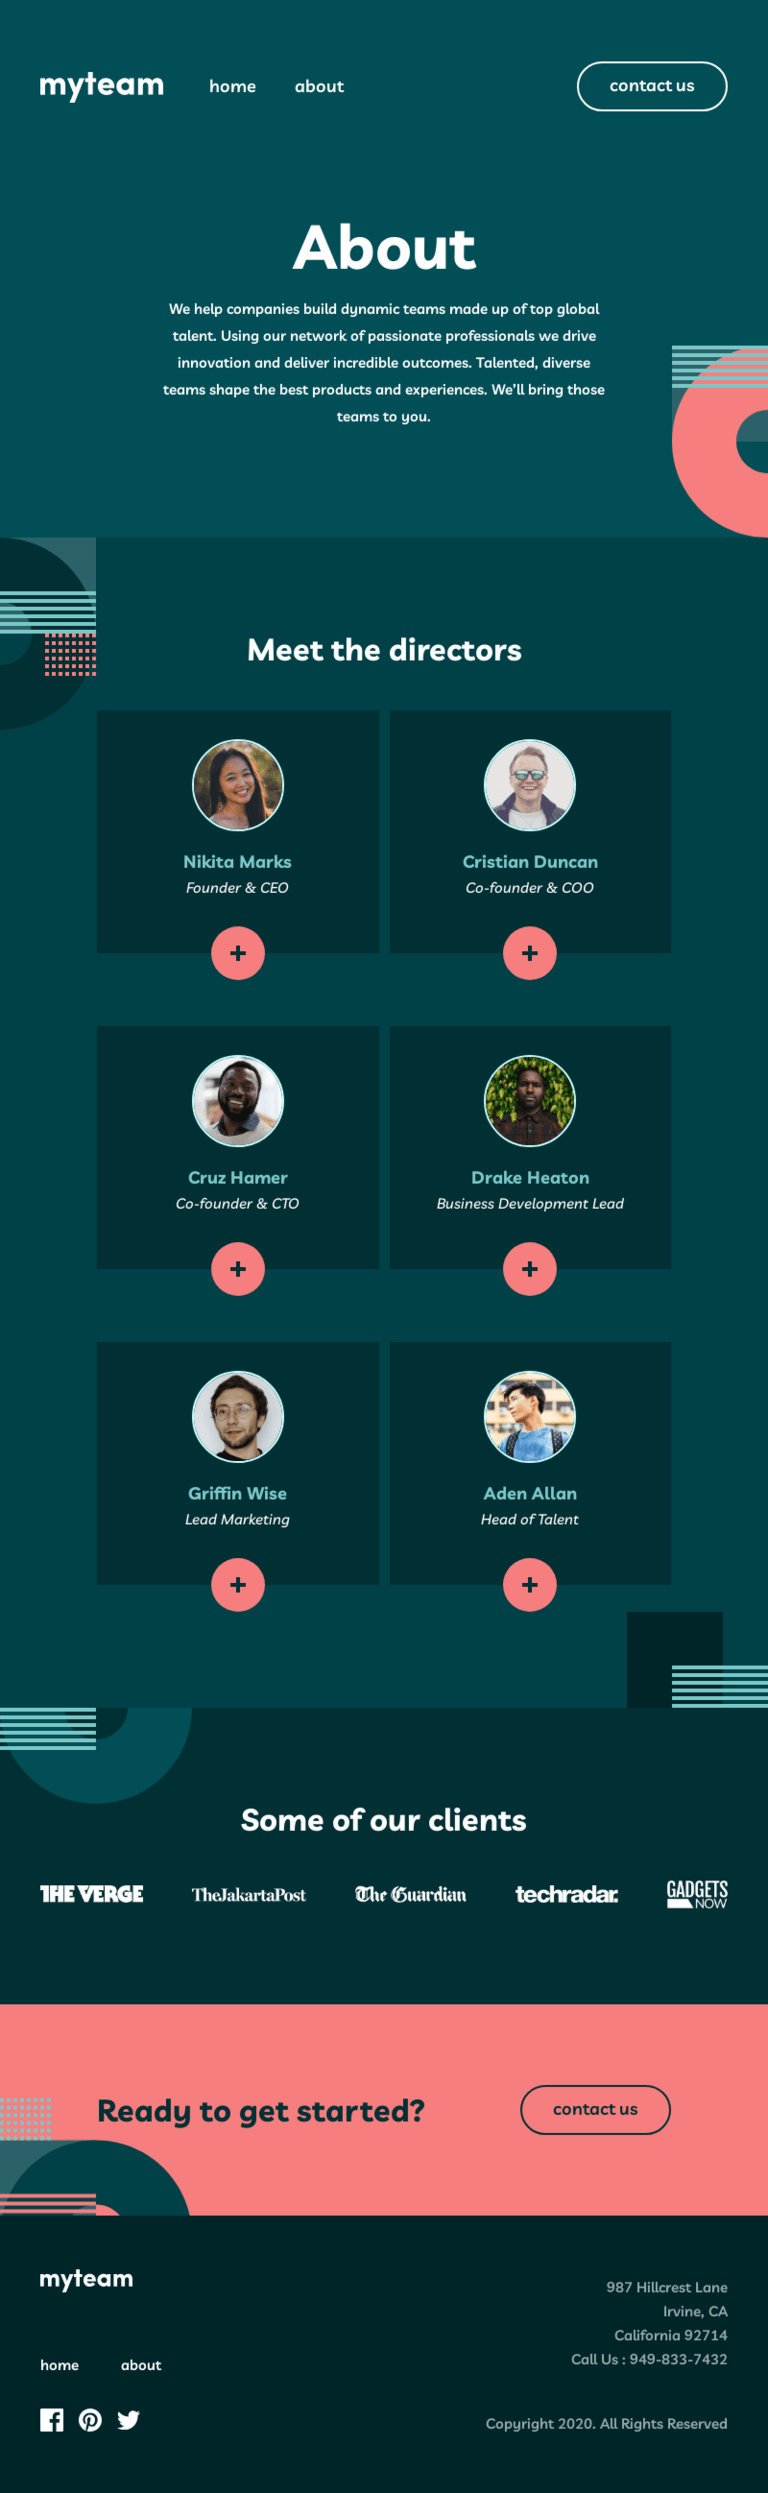 myteam
home
about
contact us
About
We help companies build dynamic teams made up of top global
talent. Using our network of passionate professionals we drive
innovation and deliver incredible outcomes. Talented, diverse
teams shape the best products and experiences. We’ll bring those
teams to you.
Meet the directors
Nikita Marks
Founder & CEO
+
Cristian Duncan
Co-founder & COO
+
Cruz Hamer
Co-founder & CTO
+
Drake Heaton
Business Development Lead
+
Griffin Wise
Lead Marketing
+
Aden Allan
Head of Talent
+
Some of our clients
THE VERGE
TheJakartaPost
The Guardian
techradar.
GADGETS
NOW
Ready to get started?
contact us
myteam
home
about
987 Hillcrest Lane
Irvine, CA
California 92714
Call Us : 949-833-7432
Copyright 2020. All Rights Reserved